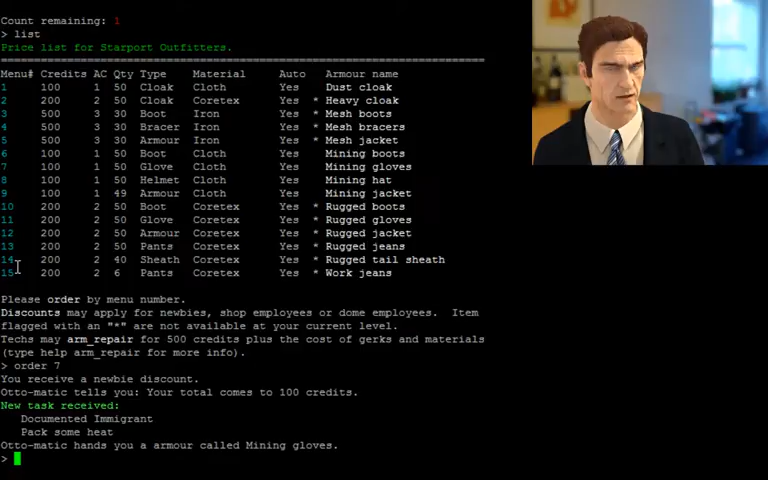 Count remaining: 1
> list
Price list for Starport Outfitters.
================================================================================
Menu# Credits AC Qty Type Material Auto Armour name
1 100 1 50 Cloak Cloth Yes Dust cloak
2 200 2 50 Cloak Coretex Yes * Heavy cloak
3 500 3 30 Boot Iron Yes * Mesh boots
4 500 3 30 Bracer Iron Yes * Mesh bracers
5 500 3 30 Armour Iron Yes * Mesh jacket
6 100 1 50 Boot Cloth Yes Mining boots
7 100 1 50 Glove Cloth Yes Mining gloves
8 100 1 50 Helmet Cloth Yes Mining hat
9 100 1 49 Armour Cloth Yes Mining jacket
10 200 2 50 Boot Coretex Yes * Rugged boots
11 200 2 50 Glove Coretex Yes * Rugged gloves
12 200 2 50 Armour Coretex Yes * Rugged jacket
13 200 2 50 Pants Coretex Yes * Rugged jeans
14 200 2 40 Sheath Coretex Yes * Rugged tail sheath
15 200 2 6 Pants Coretex Yes * Work jeans
Please order by menu number.
Discounts may apply for newbies, shop employees or dome employees. Item
flagged with an "*" are not available at your current level.
Techs may arm_repair for 500 credits plus the cost of gerks and materials
(type help arm_repair for more info).
> order 7
You receive a newbie discount.
Otto-matic tells you: Your total comes to 100 credits.
New task received:
Documented Immigrant
Pack some heat
Otto-matic hands you a armour called Mining gloves.
>